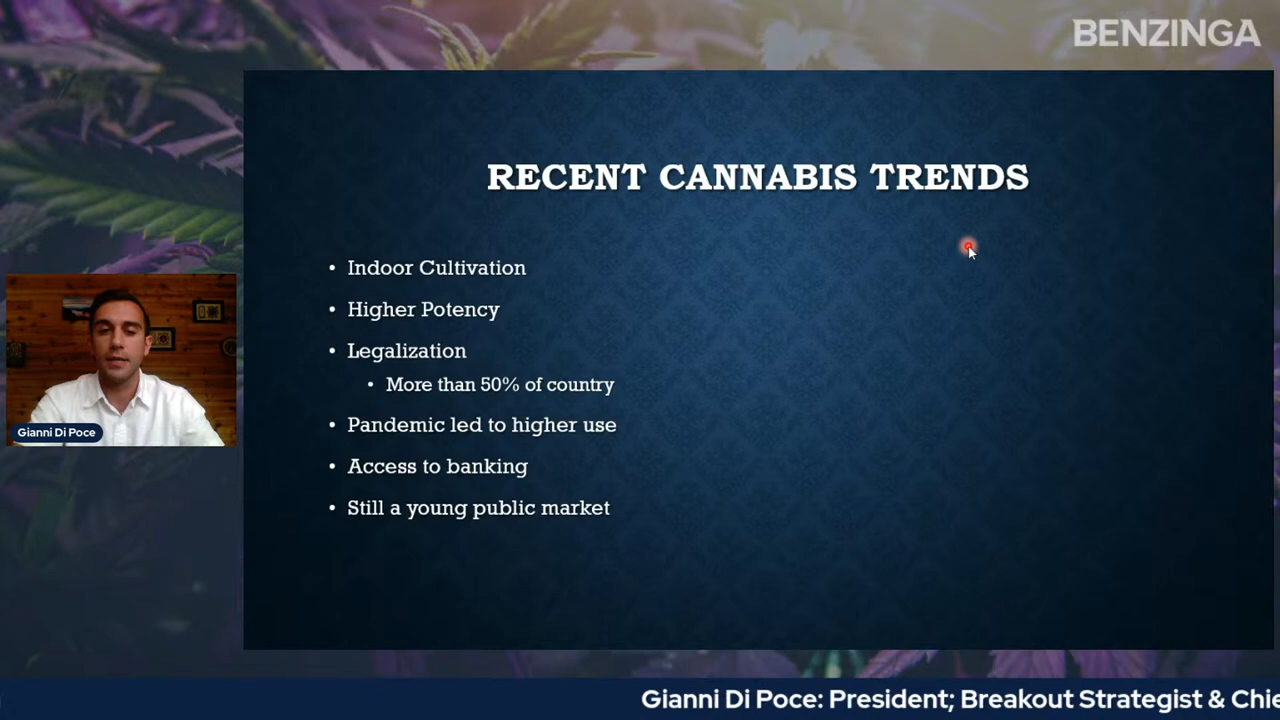 BENZINGA
RECENT CANNABIS TRENDS
• Indoor Cultivation
• Higher Potency
• Legalization
• More than 50% of country
• Pandemic led to higher use
• Access to banking
• Still a young public market
Gianni Di Poce
Gianni Di Poce: President; Breakout Strategist & Chie